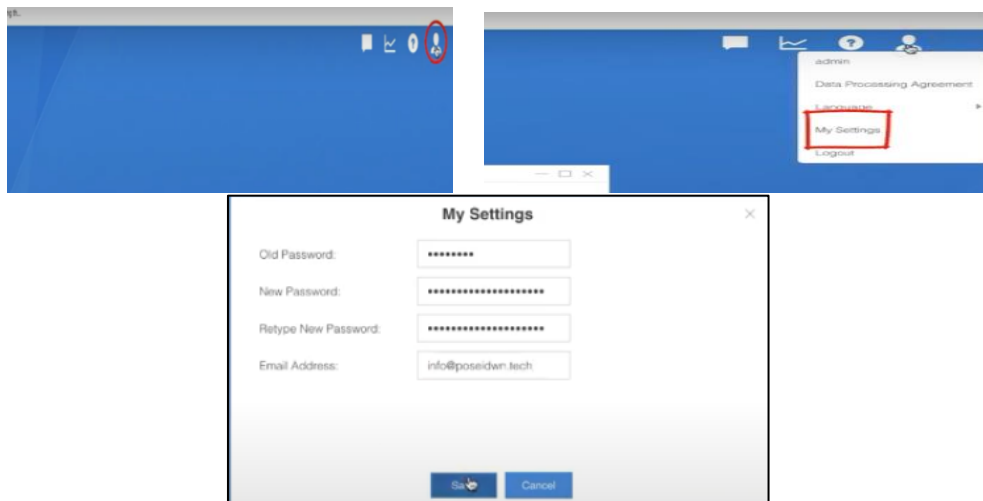 admin
Data Processing Agreement
Language
My Settings
Logout
My Settings
Old Password:
New Password:
Retype New Password:
Email Address:
info@poseidwn.tech
Cancel